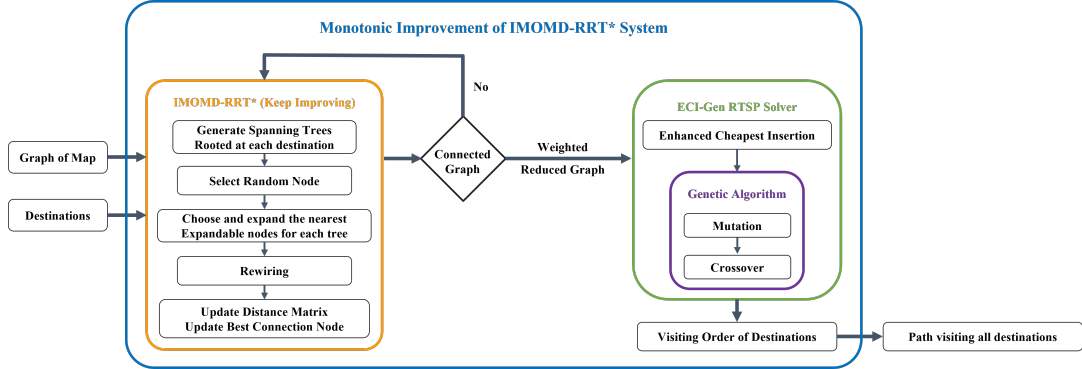 Monotonic Improvement of IMOMD-RRT* System
Graph of Map
Destinations
IMOMD-RRT* (Keep Improving)
Generate Spanning Trees
Rooted at each destination
Select Random Node
Choose and expand the nearest
Expandable nodes for each tree
Rewiring
Update Distance Matrix
Update Best Connection Node
No
Connected
Graph
Weighted
Reduced Graph
ECI-Gen RTSP Solver
Enhanced Cheapest Insertion
Genetic Algorithm
Mutation
Crossover
Visiting Order of Destinations
Path visiting all destinations